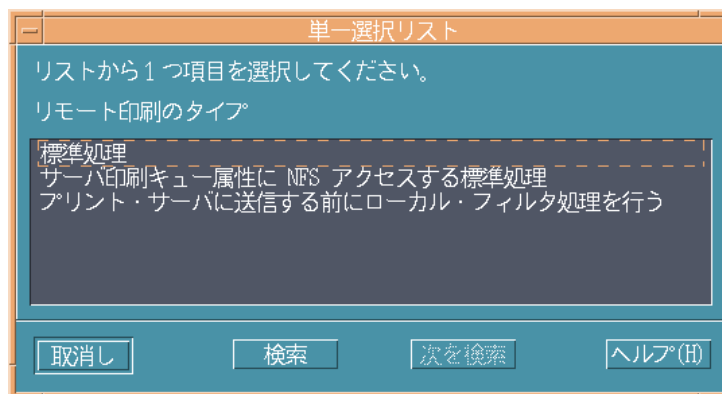 単一選択リスト
リストから1つ項目を選択してください。
リモート印刷のタイプ
標準処理
サーバ印刷キュー属性に NFS アクセスする標準処理
プリント・サーバに送信する前にローカル・フィルタ処理を行う
取消し 検索 次を検索 ヘルプ(H)